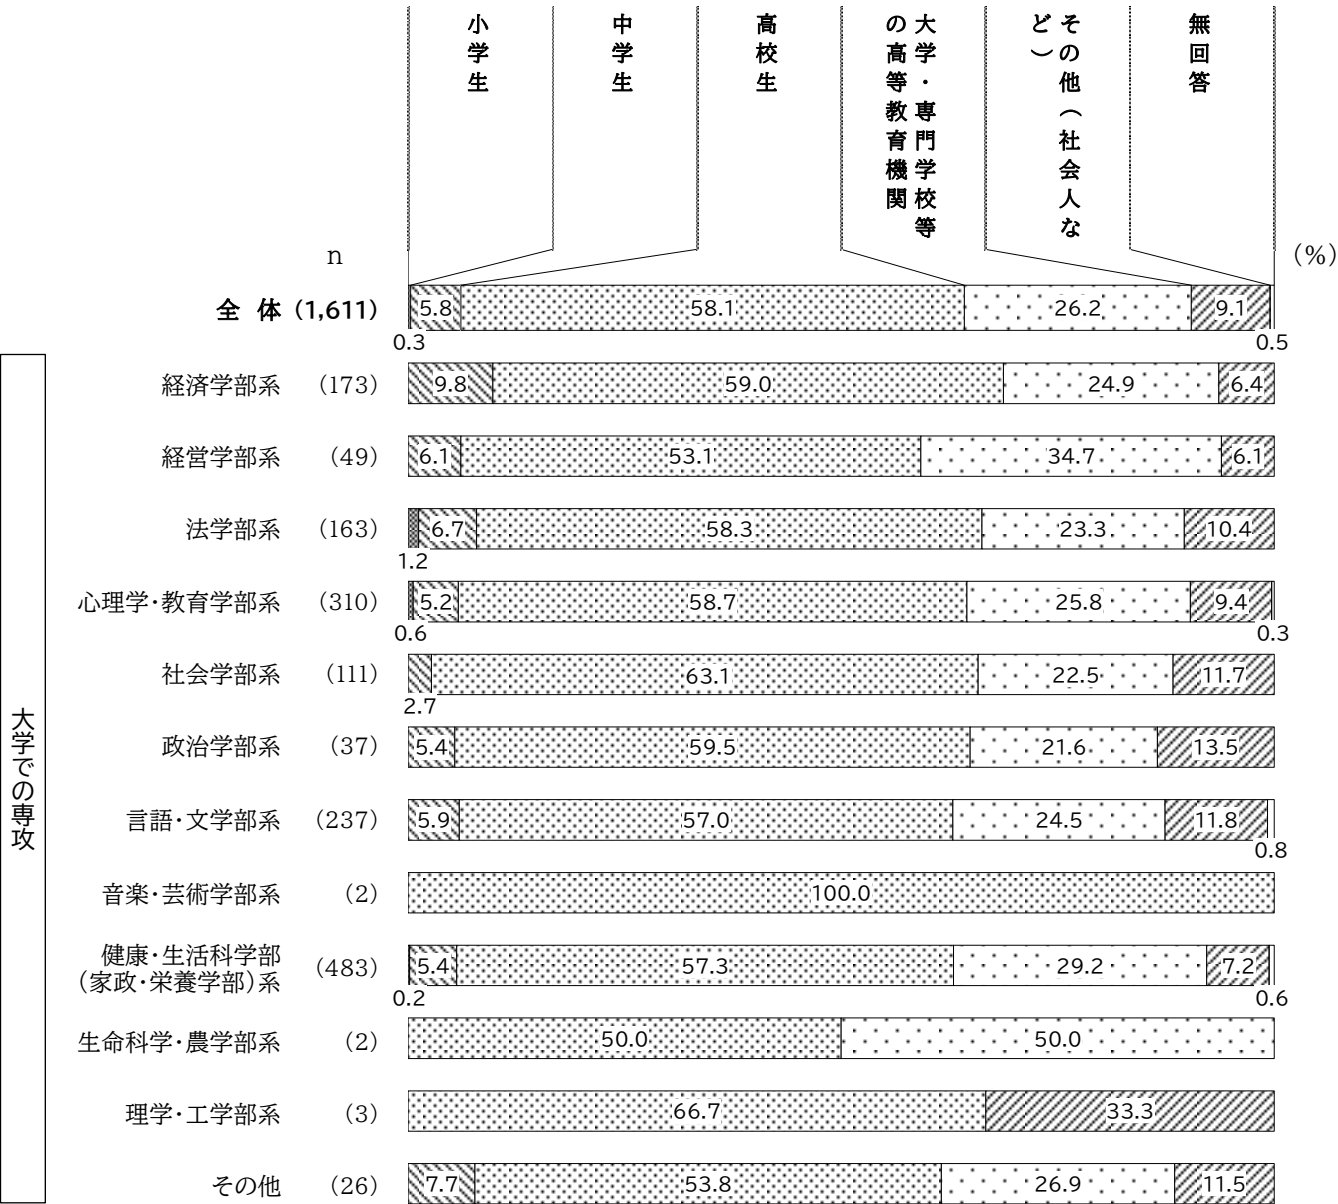 小学生
中学生
高校生
大学・専門学校等
の高等教育機関
その他（社会人な
ど）
無回答
n
(%)
全 体 (1,611)
5.8 58.1 26.2 9.1
0.3 0.5
経済学部系 (173) 9.8 59.0 24.9 6.4
経営学部系 (49) 6.1 53.1 34.7 6.1
法学部系 (163) 6.7 58.3 23.3 10.4
1.2
心理学・教育学部系 (310) 5.2 58.7 25.8 9.4
0.6 0.3
社会学部系 (111) 63.1 22.5 11.7
2.7
政治学部系 (37) 5.4 59.5 21.6 13.5
言語・文学部系 (237) 5.9 57.0 24.5 11.8
0.8
音楽・芸術学部系 (2) 100.0
健康・生活科学部
(家政・栄養学部)系 (483) 5.4 57.3 29.2 7.2
0.2 0.6
生命科学・農学部系 (2) 50.0 50.0
理学・工学部系 (3) 66.7 33.3
その他 (26) 7.7 53.8 26.9 11.5
大学での専攻